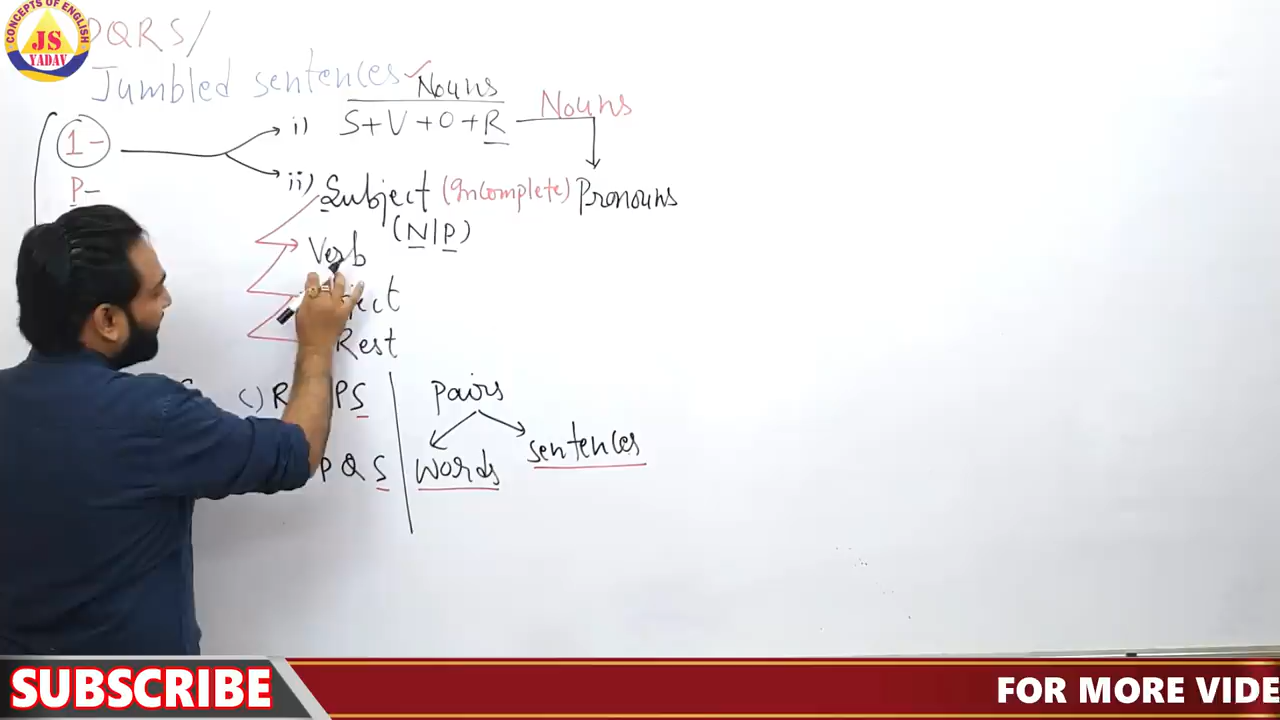 CONCEPTS OF ENGLISH
JS
YADAV
PQRS/
Jumbled sentences
Nouns
1-
i) S+V+O+R
Nouns
P-
ii) Subject (Incomplete) Pronouns
(N/P)
Verb
Rest
c) R PS
Pairs
sentences
P Q S
words
SUBSCRIBE
FOR MORE VIDE